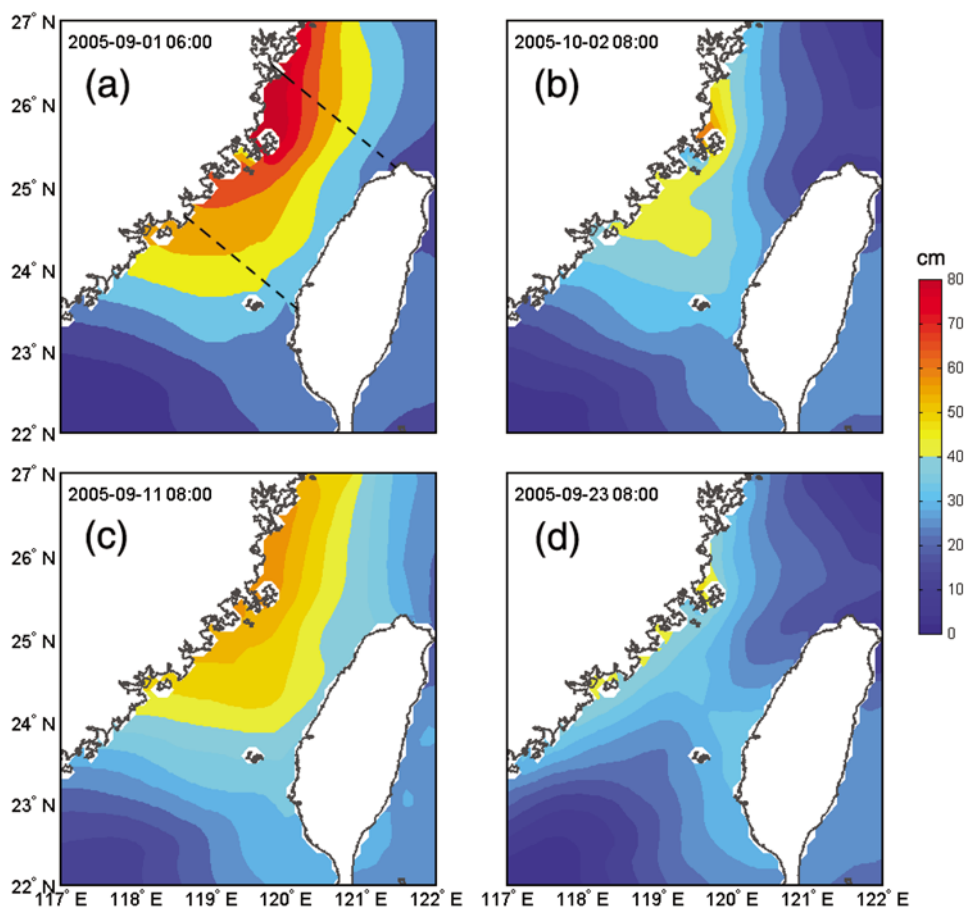 27° N
2005-09-01 06:00
(a)
26° N
25° N
24° N
23° N
22° N
2005-10-02 08:00
(b)
cm
80
70
60
50
40
30
20
10
0
27° N
2005-09-11 08:00
(c)
26° N
25° N
24° N
23° N
22° N
117° E 118° E 119° E 120° E 121° E 122° E
2005-09-23 08:00
(d)
117° E 118° E 119° E 120° E 121° E 122° E